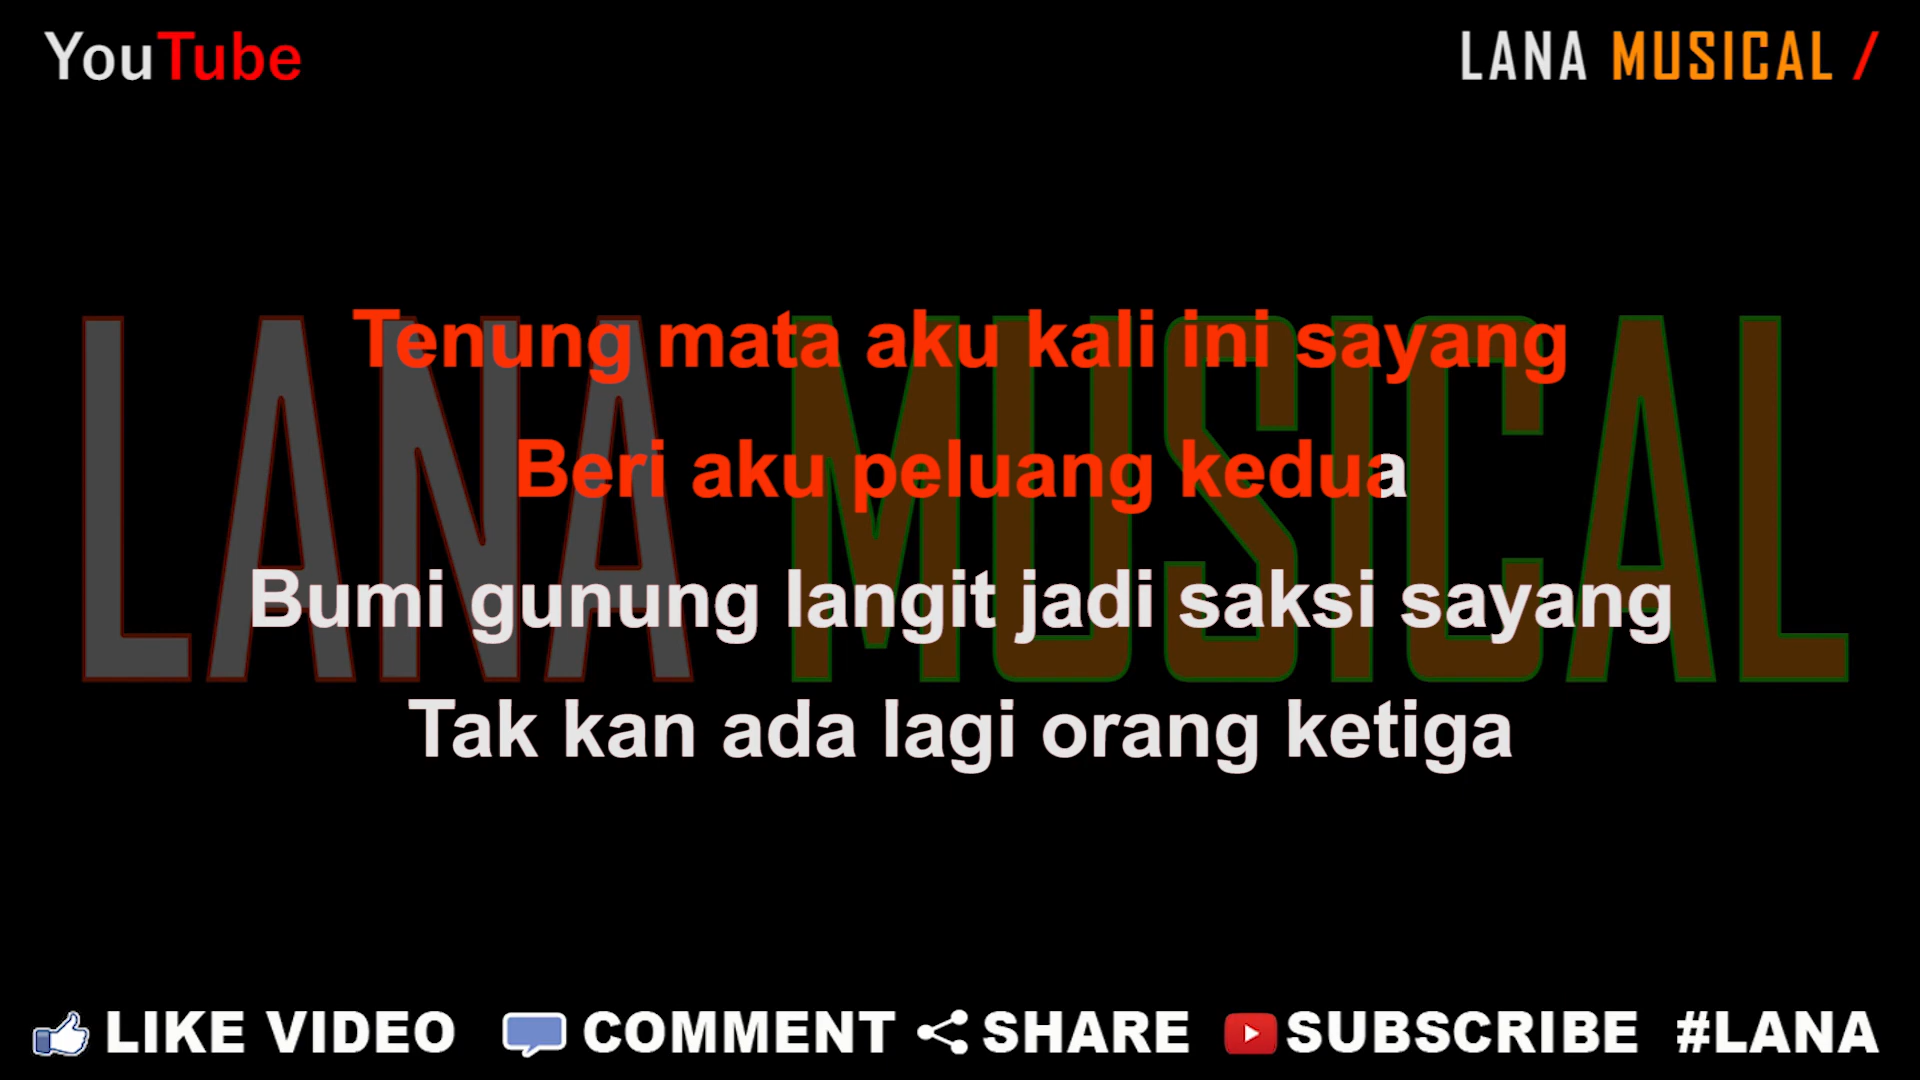 YouTube
LANA MUSICAL /
LANA MUSICAL
Tenung mata aku kali ini sayang
Beri aku peluang kedua
Bumi gunung langit jadi saksi sayang
Tak kan ada lagi orang ketiga
LIKE VIDEO COMMENT SHARE SUBSCRIBE #LANA